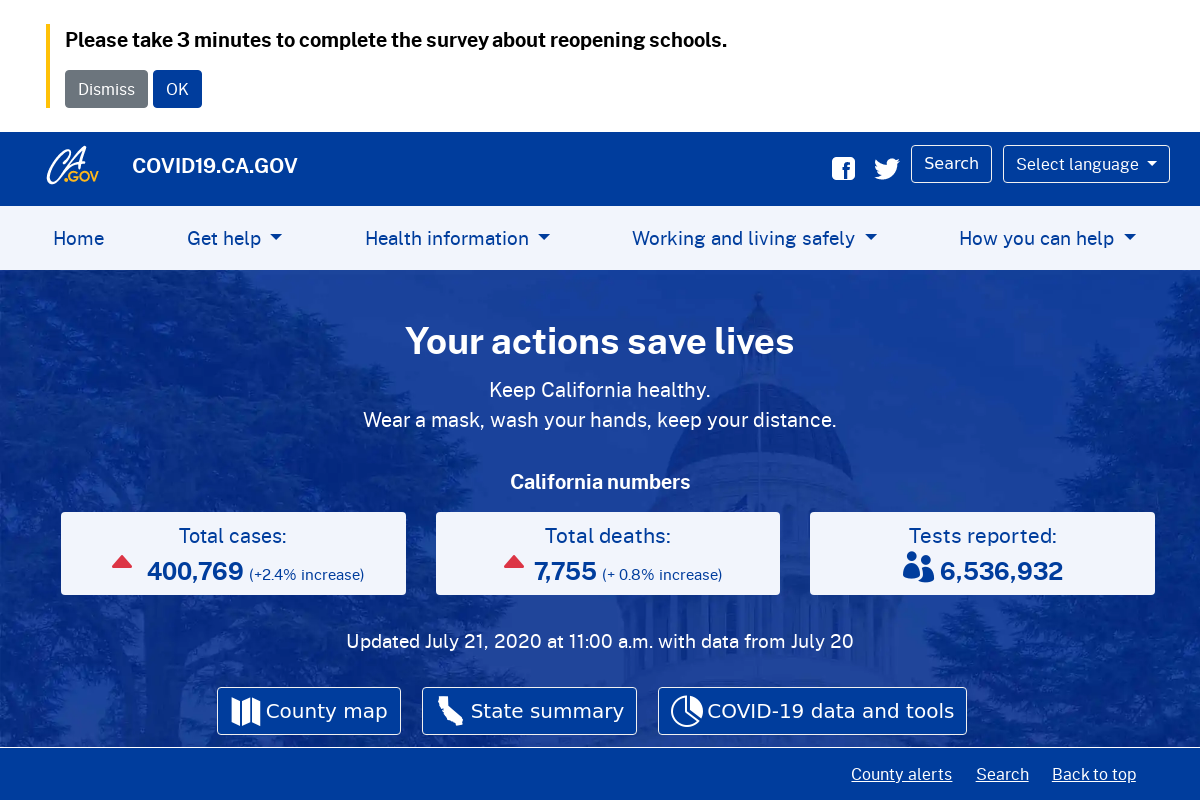 Please take 3 minutes to complete the survey about reopening schools.
Dismiss OK
CA.GOV COVID19.CA.GOV Search Select language
Home Get help Health information Working and living safely How you can help
Your actions save lives
Keep California healthy.
Wear a mask, wash your hands, keep your distance.
California numbers
Total cases:
400,769 (+2.4% increase)
Total deaths:
7,755 (+ 0.8% increase)
Tests reported:
6,536,932
Updated July 21, 2020 at 11:00 a.m. with data from July 20
County map State summary COVID-19 data and tools
County alerts Search Back to top